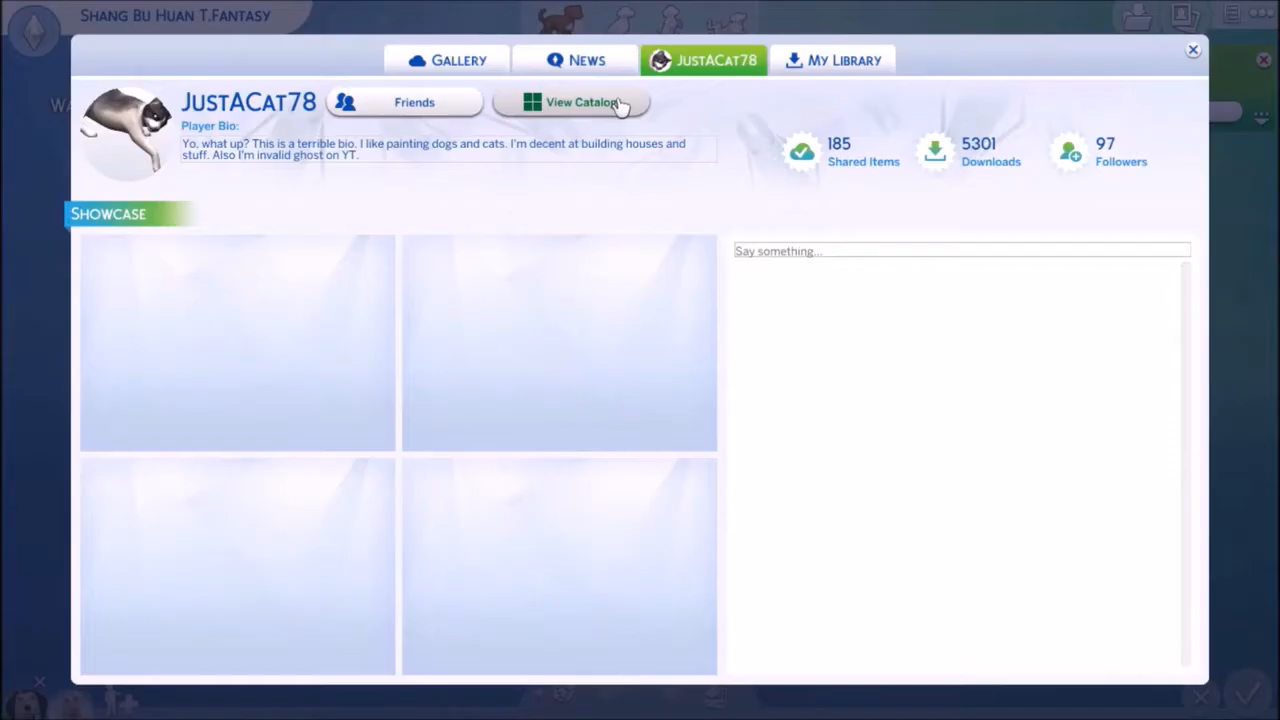 Shang Bu Huan T.Fantasy
Gallery
News
JustACat78
My Library
JustACat78
Friends
View Catalog
Player Bio:
Yo, what up? This is a terrible bio. I like painting dogs and cats. I'm decent at building houses and
stuff. Also I'm invalid ghost on YT.
185
Shared Items
5301
Downloads
97
Followers
Showcase
Say something...